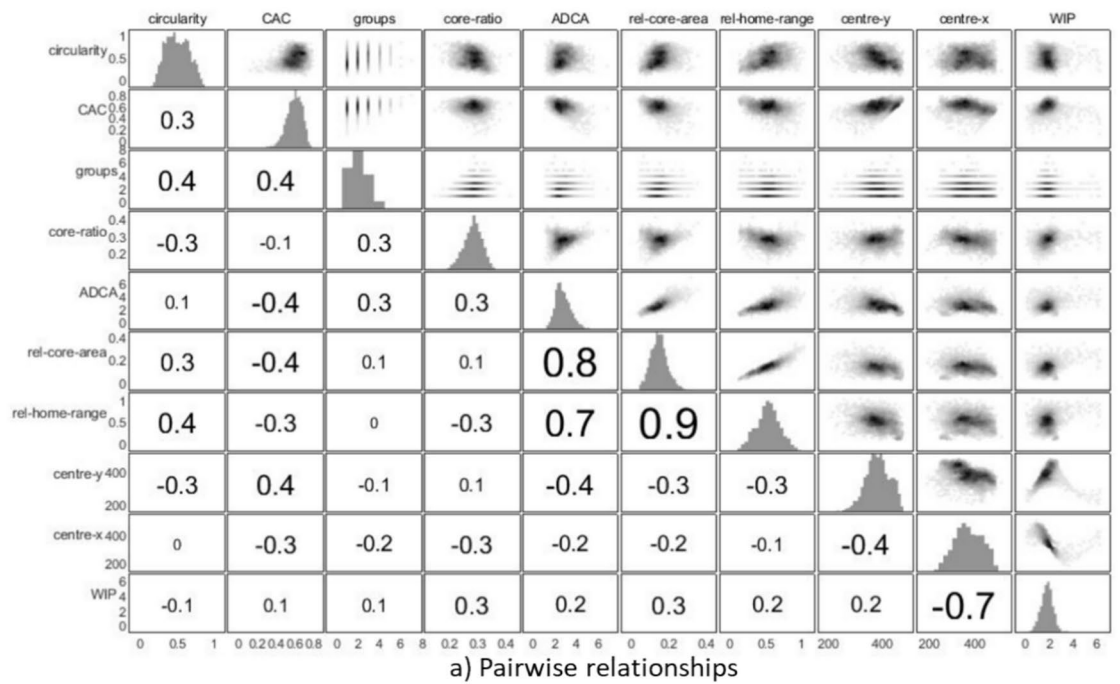 circularity CAC groups core-ratio ADCA rel-core-area rel-home-range centre-y centre-x WIP
circularity 1 0.5 0
CAC 0.8 0.6 0.4 0.2 0 0.3
groups 8 6 4 2 0 0.4 0.4
core-ratio 0.4 0.3 0.2 -0.3 -0.1 0.3
ADCA 6 4 2 0 0.1 -0.4 0.3 0.3
rel-core-area 0.4 0.2 0 0.3 -0.4 0.1 0.1 0.8
rel-home-range 1 0.5 0 0.4 -0.3 0 -0.3 0.7 0.9
centre-y 400 200 -0.3 0.4 -0.1 0.1 -0.4 -0.3 -0.3
centre-x 400 200 0 -0.3 -0.2 -0.3 -0.2 -0.2 -0.1 -0.4
WIP 6 4 2 0 -0.1 0.1 0.1 0.3 0.2 0.3 0.2 0.2 -0.7
0 0.5 1 0 0.2 0.4 0.6 0.8 0 2 4 6 8 0.2 0.3 0.4 0 2 4 6 0 0.2 0.4 0 0.5 1 200 400 200 400 0 2 4 6
a) Pairwise relationships